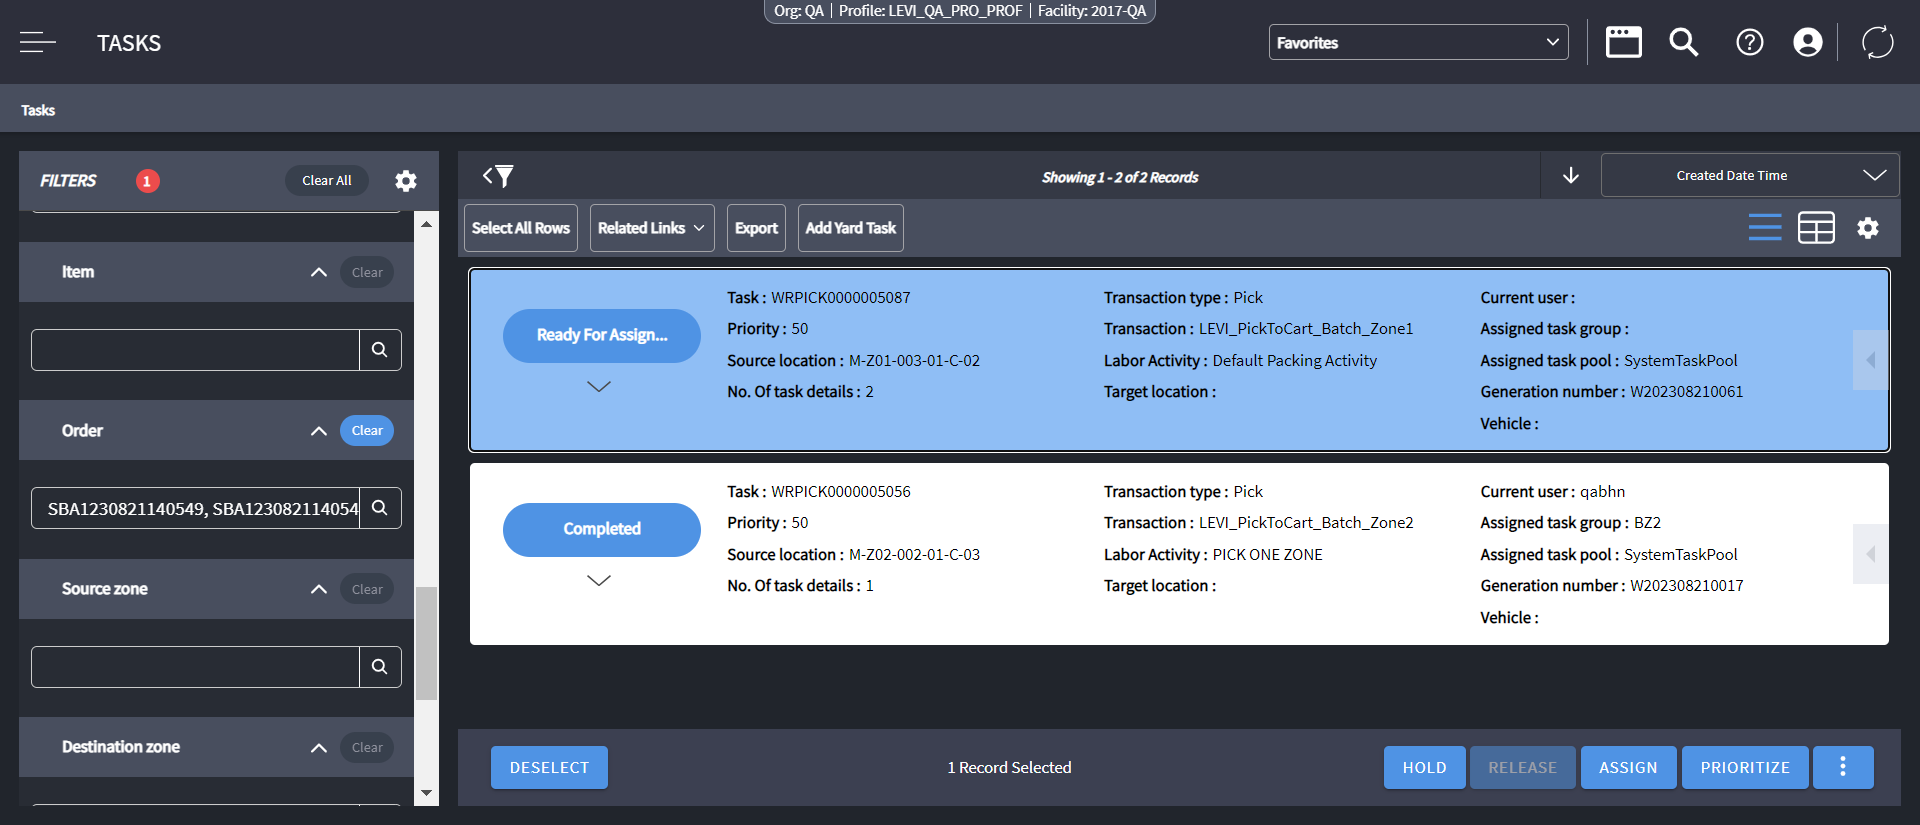 Org: QA | Profile: LEVI_QA_PRO_PROF | Facility: 2017-QA
TASKS
Favorites
Tasks
FILTERS 1 Clear All
Item Clear
Order Clear
SBA1230821140549, SBA123082114054
Source zone Clear
Destination zone Clear
Showing 1 - 2 of 2 Records
Created Date Time
Select All Rows Related Links Export Add Yard Task
Ready For Assign...
Task : WRPICK0000005087
Priority : 50
Source location : M-Z01-003-01-C-02
No. Of task details : 2
Transaction type : Pick
Transaction : LEVI_PickToCart_Batch_Zone1
Labor Activity : Default Packing Activity
Target location :
Current user :
Assigned task group :
Assigned task pool : SystemTaskPool
Generation number : W202308210061
Vehicle :
Completed
Task : WRPICK0000005056
Priority : 50
Source location : M-Z02-002-01-C-03
No. Of task details : 1
Transaction type : Pick
Transaction : LEVI_PickToCart_Batch_Zone2
Labor Activity : PICK ONE ZONE
Target location :
Current user : qabhn
Assigned task group : BZ2
Assigned task pool : SystemTaskPool
Generation number : W202308210017
Vehicle :
DESELECT
1 Record Selected
HOLD RELEASE ASSIGN PRIORITIZE